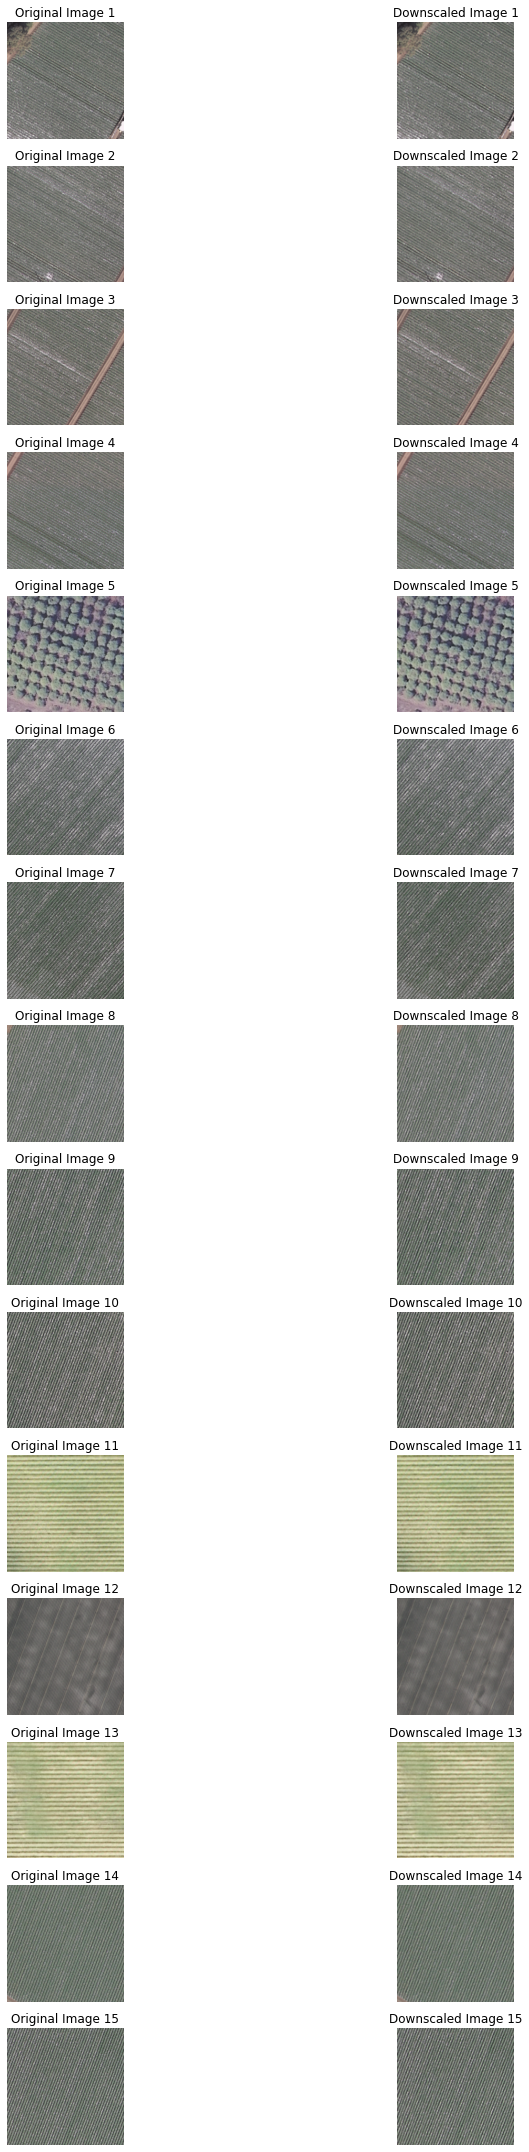 Original Image 1
Downscaled Image 1
Original Image 2
Downscaled Image 2
Original Image 3
Downscaled Image 3
Original Image 4
Downscaled Image 4
Original Image 5
Downscaled Image 5
Original Image 6
Downscaled Image 6
Original Image 7
Downscaled Image 7
Original Image 8
Downscaled Image 8
Original Image 9
Downscaled Image 9
Original Image 10
Downscaled Image 10
Original Image 11
Downscaled Image 11
Original Image 12
Downscaled Image 12
Original Image 13
Downscaled Image 13
Original Image 14
Downscaled Image 14
Original Image 15
Downscaled Image 15